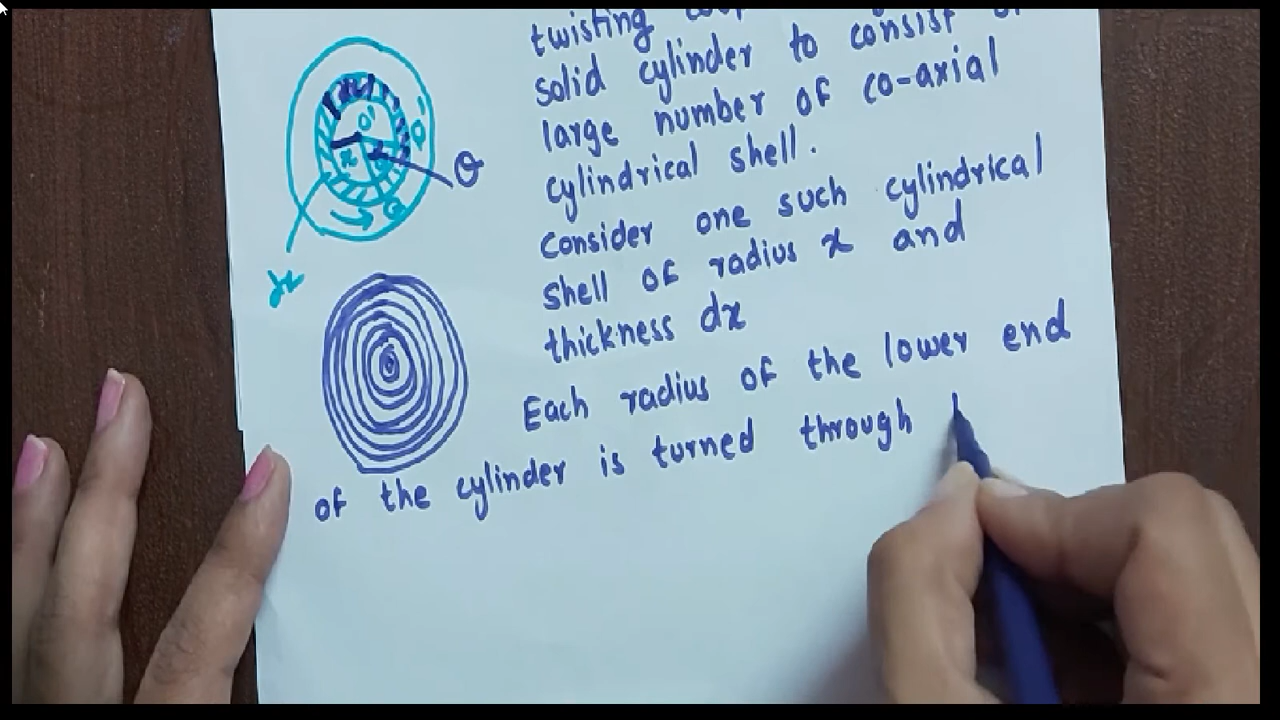 twisting
solid cylinder to consist
large number of co-axial
cylindrical shell.
Consider one such cylindrical
shell of radius x and
thickness dx
Each radius of the lower end
of the cylinder is turned through
O'
x
θ